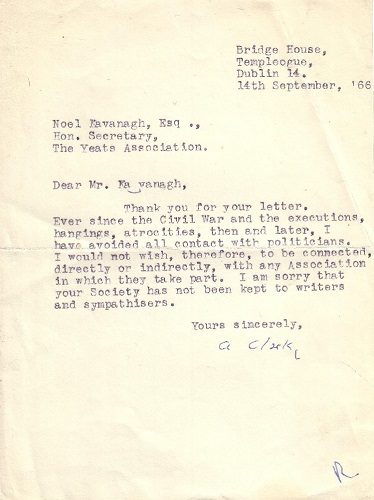 Bridge House,
Templeogue,
Dublin 14.
14th September, '66
Noel Kavanagh, Esq .,
Hon. Secretary,
The Yeats Association.
Dear Mr. Ka vanagh,
Thank you for your letter.
Ever since the Civil War and the executions,
hangings, atrocities, then and later, I
have avoided all contact with politicians.
I would not wish, therefore, to be connected,
directly or indirectly, with any Association
in which they take part. I am sorry that
your Society has not been kept to writers
and sympathisers.
Yours sincerely,
A Clarke
R